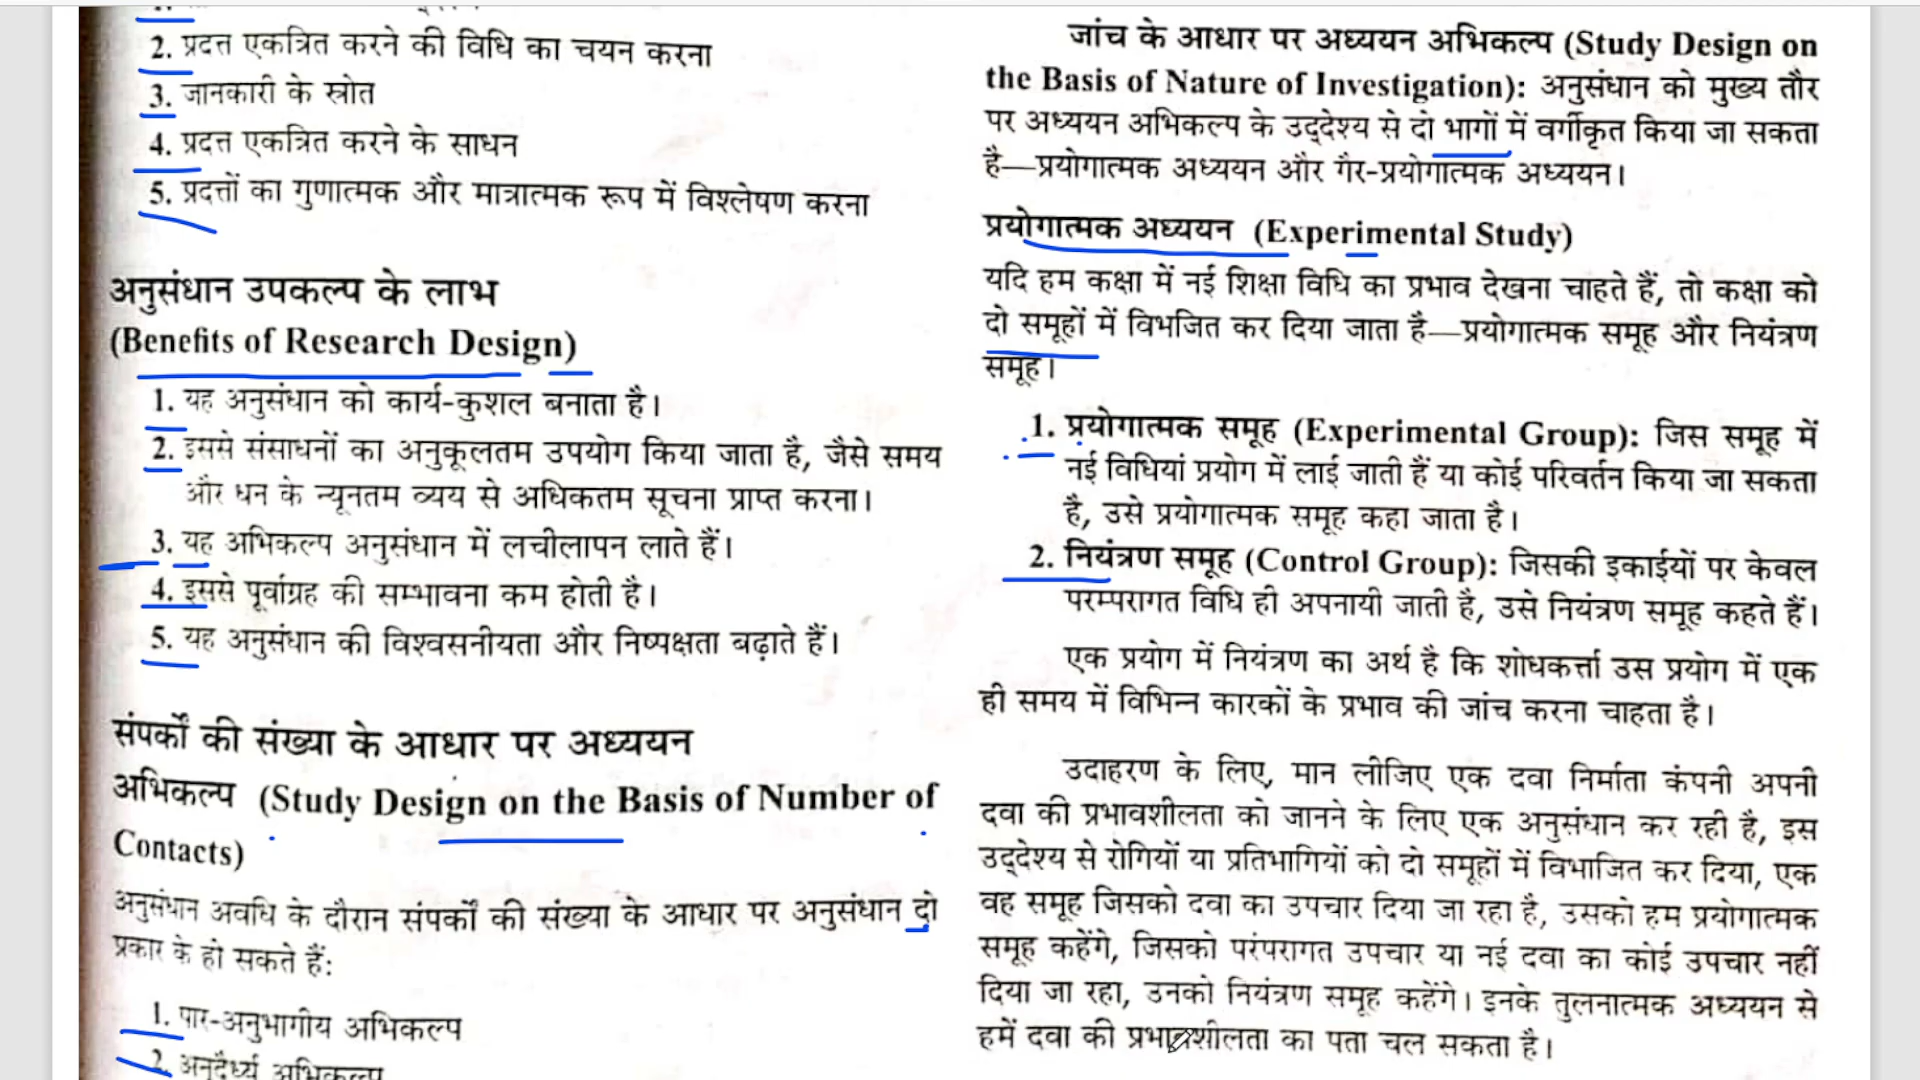 2. प्रदत्त एकत्रित करने की विधि का चयन करना
3. जानकारी के स्रोत
4. प्रदत्त एकत्रित करने के साधन
5. प्रदत्तों का गुणात्मक और मात्रात्मक रूप में विश्लेषण करना
अनुसंधान उपकल्प के लाभ
(Benefits of Research Design)
1. यह अनुसंधान को कार्य-कुशल बनाता है।
2. इससे संसाधनों का अनुकूलतम उपयोग किया जाता है, जैसे समय
और धन के न्यूनतम व्यय से अधिकतम सूचना प्राप्त करना।
3. यह अभिकल्प अनुसंधान में लचीलापन लाते हैं।
4. इससे पूर्वाग्रह की सम्भावना कम होती है।
5. यह अनुसंधान की विश्वसनीयता और निष्पक्षता बढ़ाते हैं।
संपर्कों की संख्या के आधार पर अध्ययन
अभिकल्प (Study Design on the Basis of Number of
Contacts)
अनुसंधान अवधि के दौरान संपर्कों की संख्या के आधार पर अनुसंधान दो
प्रकार के हो सकते हैं:
1. पार-अनुभागीय अभिकल्प
2. अनुदैर्ध्य अभिकल्प
जांच के आधार पर अध्ययन अभिकल्प (Study Design on
the Basis of Nature of Investigation): अनुसंधान को मुख्य तौर
पर अध्ययन अभिकल्प के उद्देश्य से दो भागों में वर्गीकृत किया जा सकता
है—प्रयोगात्मक अध्ययन और गैर-प्रयोगात्मक अध्ययन।
प्रयोगात्मक अध्ययन (Experimental Study)
यदि हम कक्षा में नई शिक्षा विधि का प्रभाव देखना चाहते हैं, तो कक्षा को
दो समूहों में विभजित कर दिया जाता है—प्रयोगात्मक समूह और नियंत्रण
समूह।
1. प्रयोगात्मक समूह (Experimental Group): जिस समूह में
नई विधियां प्रयोग में लाई जाती हैं या कोई परिवर्तन किया जा सकता
है, उसे प्रयोगात्मक समूह कहा जाता है।
2. नियंत्रण समूह (Control Group): जिसकी इकाईयों पर केवल
परम्परागत विधि ही अपनायी जाती है, उसे नियंत्रण समूह कहते हैं।
एक प्रयोग में नियंत्रण का अर्थ है कि शोधकर्त्ता उस प्रयोग में एक
ही समय में विभिन्न कारकों के प्रभाव की जांच करना चाहता है।
उदाहरण के लिए, मान लीजिए एक दवा निर्माता कंपनी अपनी
दवा की प्रभावशीलता को जानने के लिए एक अनुसंधान कर रही है, इस
उद्देश्य से रोगियों या प्रतिभागियों को दो समूहों में विभाजित कर दिया, एक
वह समूह जिसको दवा का उपचार दिया जा रहा है, उसको हम प्रयोगात्मक
समूह कहेंगे, जिसको परंपरागत उपचार या नई दवा का कोई उपचार नहीं
दिया जा रहा, उनको नियंत्रण समूह कहेंगे। इनके तुलनात्मक अध्ययन से
हमें दवा की प्रभावशीलता का पता चल सकता है।